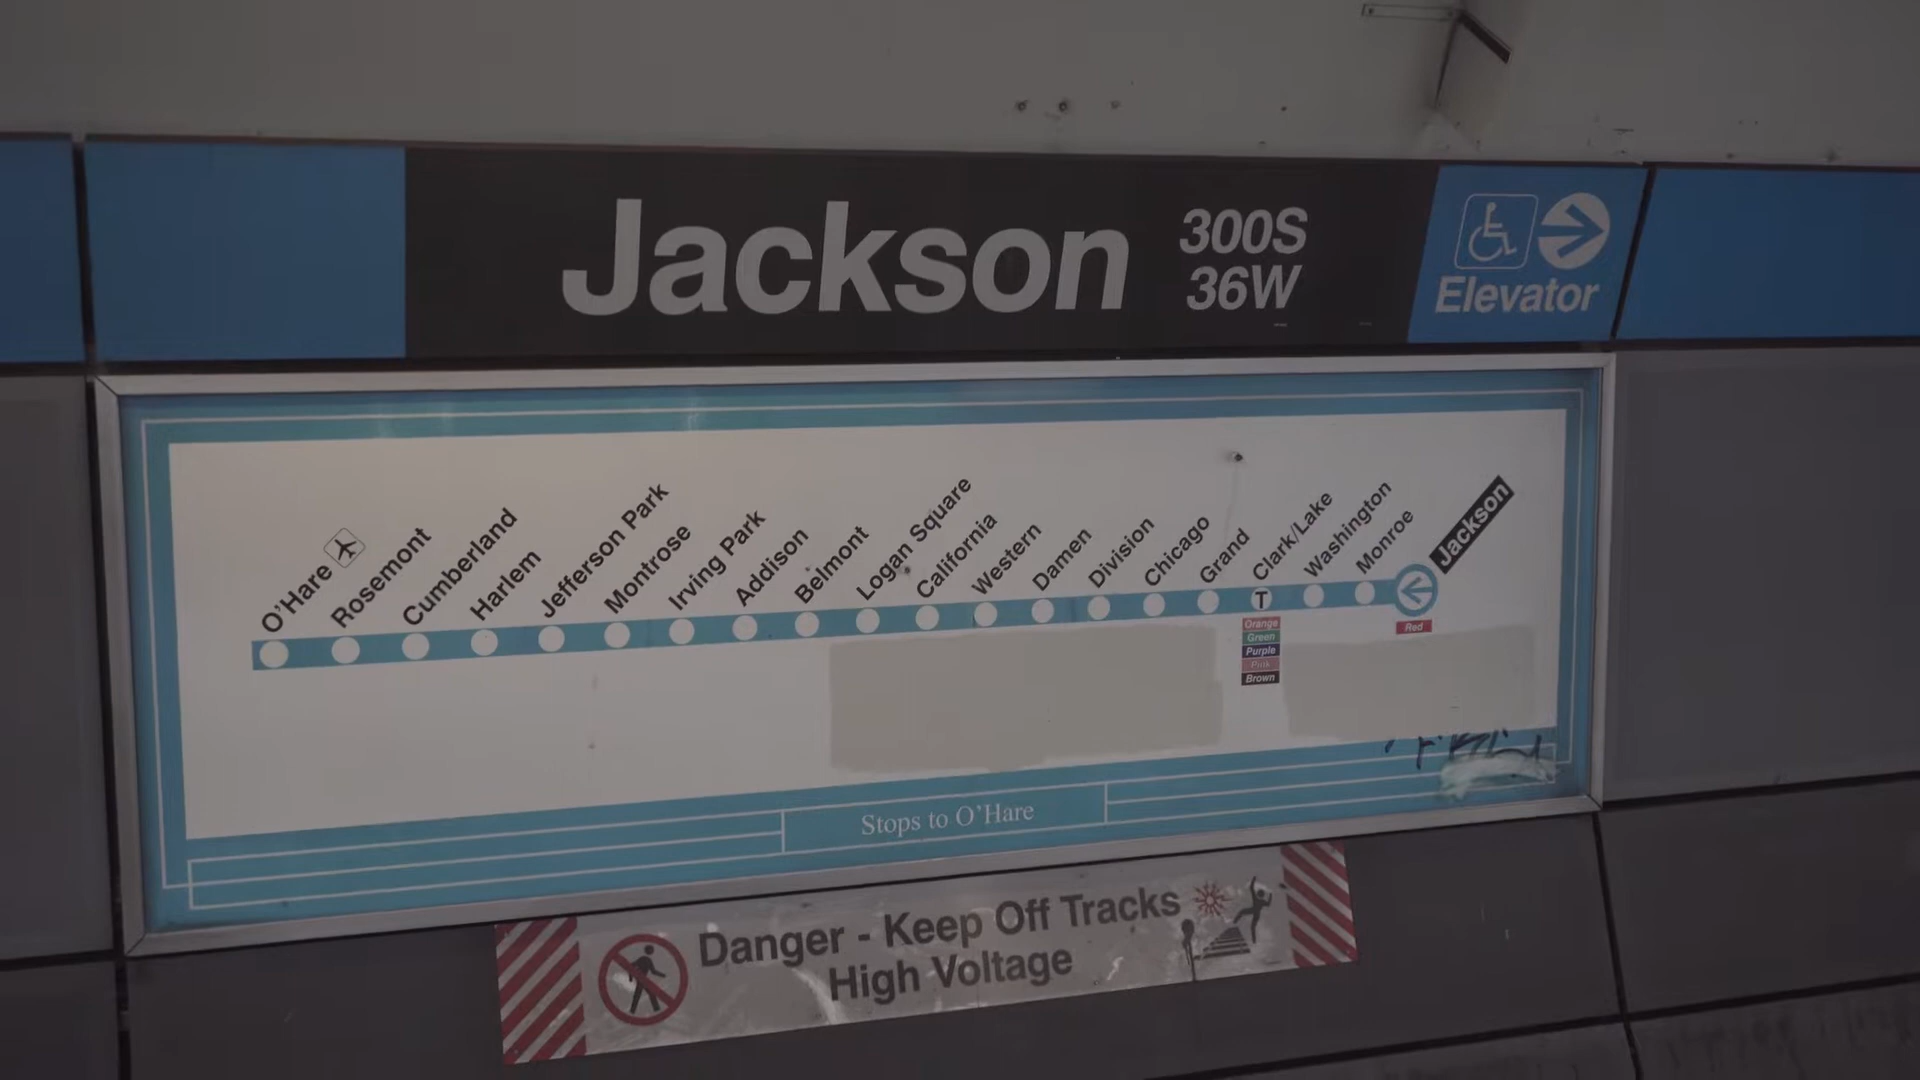 Jackson
300S
36W
Elevator
O'Hare
Rosemont
Cumberland
Harlem
Jefferson Park
Montrose
Irving Park
Addison
Belmont
Logan Square
California
Western
Damen
Division
Chicago
Grand
Clark/Lake
Washington
Monroe
Jackson
T
Orange
Green
Purple
Pink
Brown
Red
Stops to O'Hare
Danger - Keep Off Tracks
High Voltage